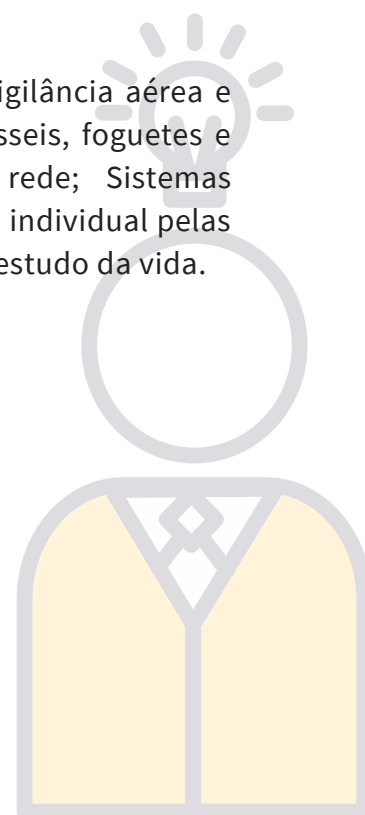 igilância aérea e
sseis, foguetes e
rede; Sistemas
individual pelas
estudo da vida.